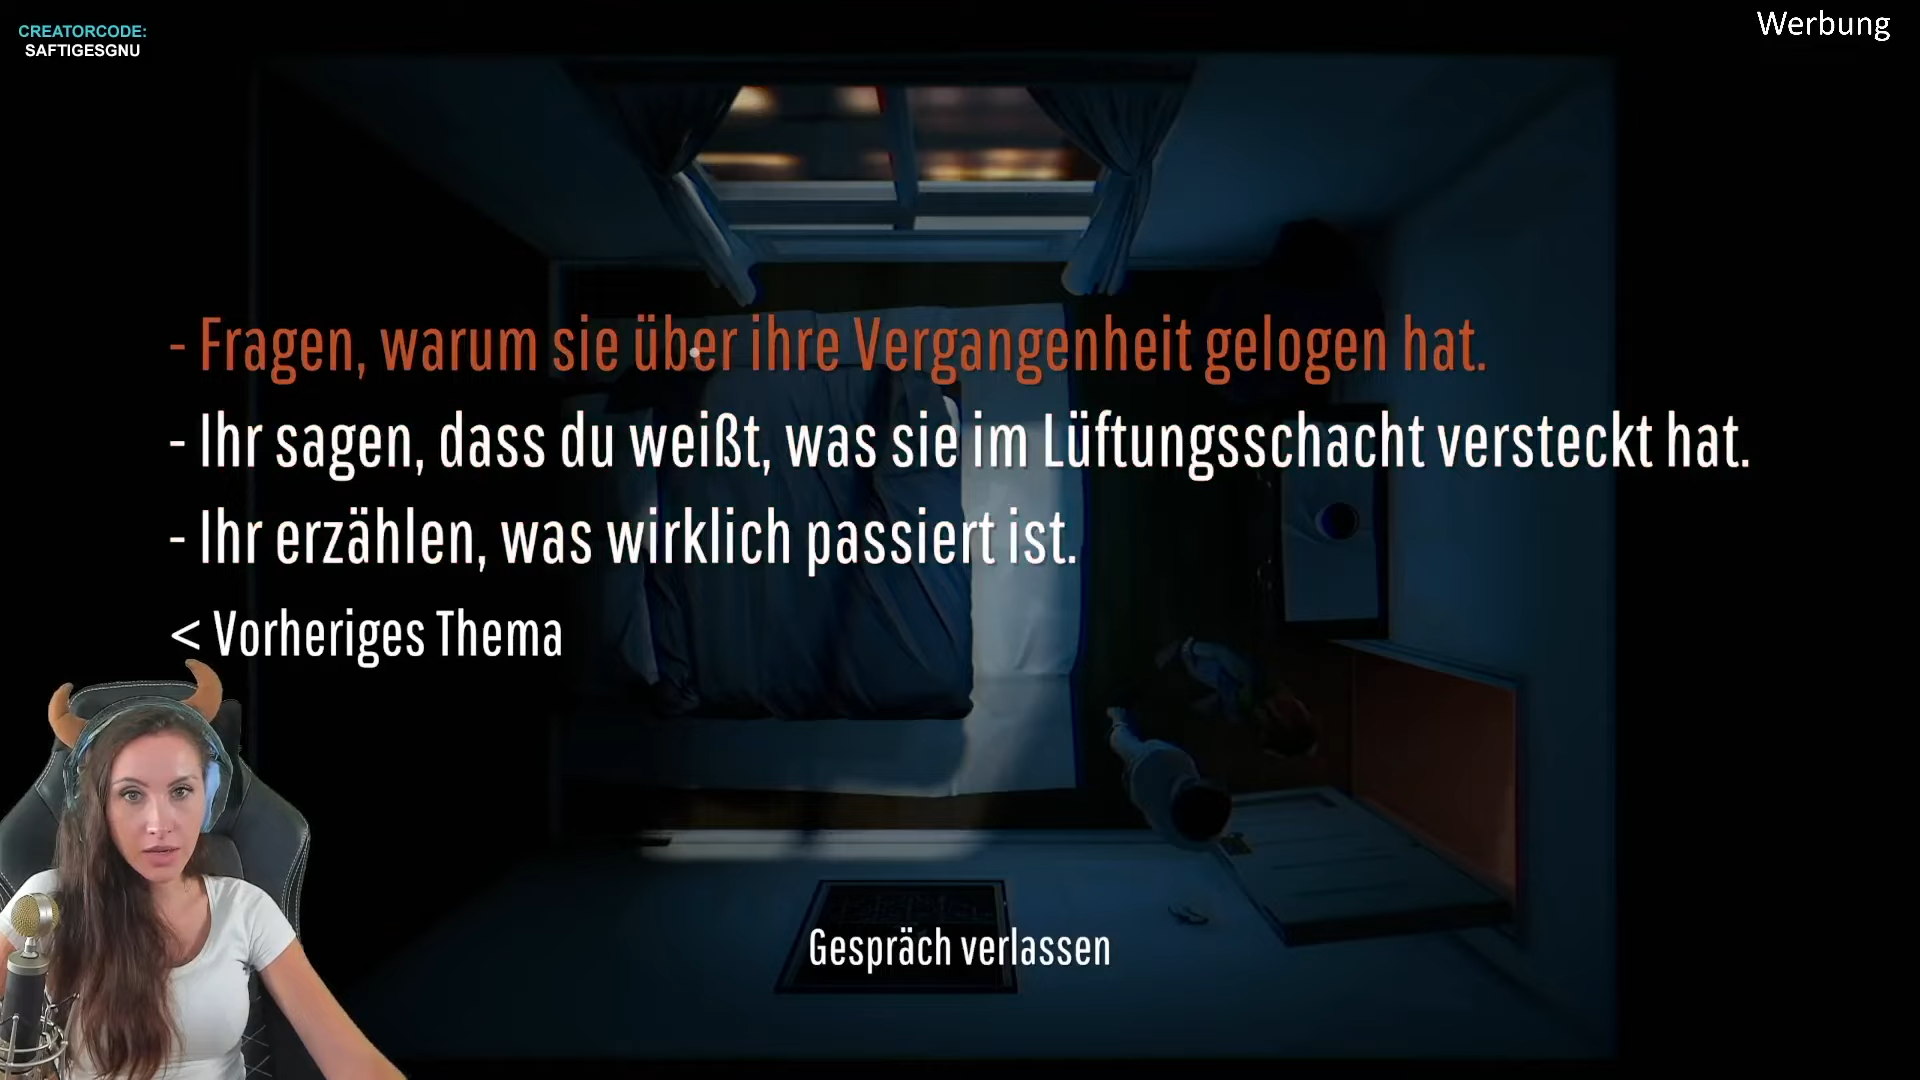 CREATORCODE:
SAFTIGESGNU
Werbung
- Fragen, warum sie über ihre Vergangenheit gelogen hat.
- Ihr sagen, dass du weißt, was sie im Lüftungsschacht versteckt hat.
- Ihr erzählen, was wirklich passiert ist.
< Vorheriges Thema
Gespräch verlassen